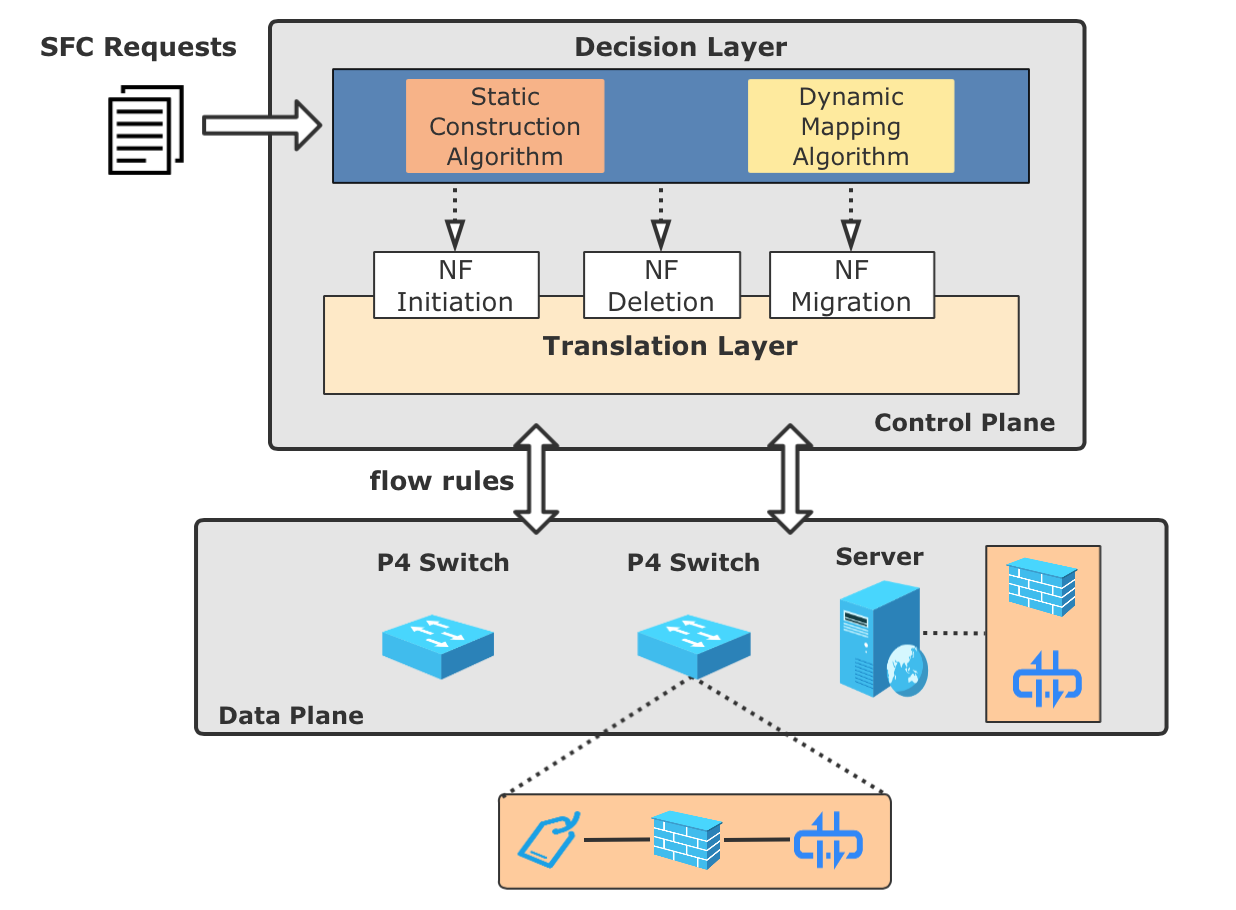 SFC Requests
Decision Layer
Static
Construction
Algorithm
Dynamic
Mapping
Algorithm
NF
Initiation
NF
Deletion
NF
Migration
Translation Layer
Control Plane
flow rules
P4 Switch
P4 Switch
Server
Data Plane